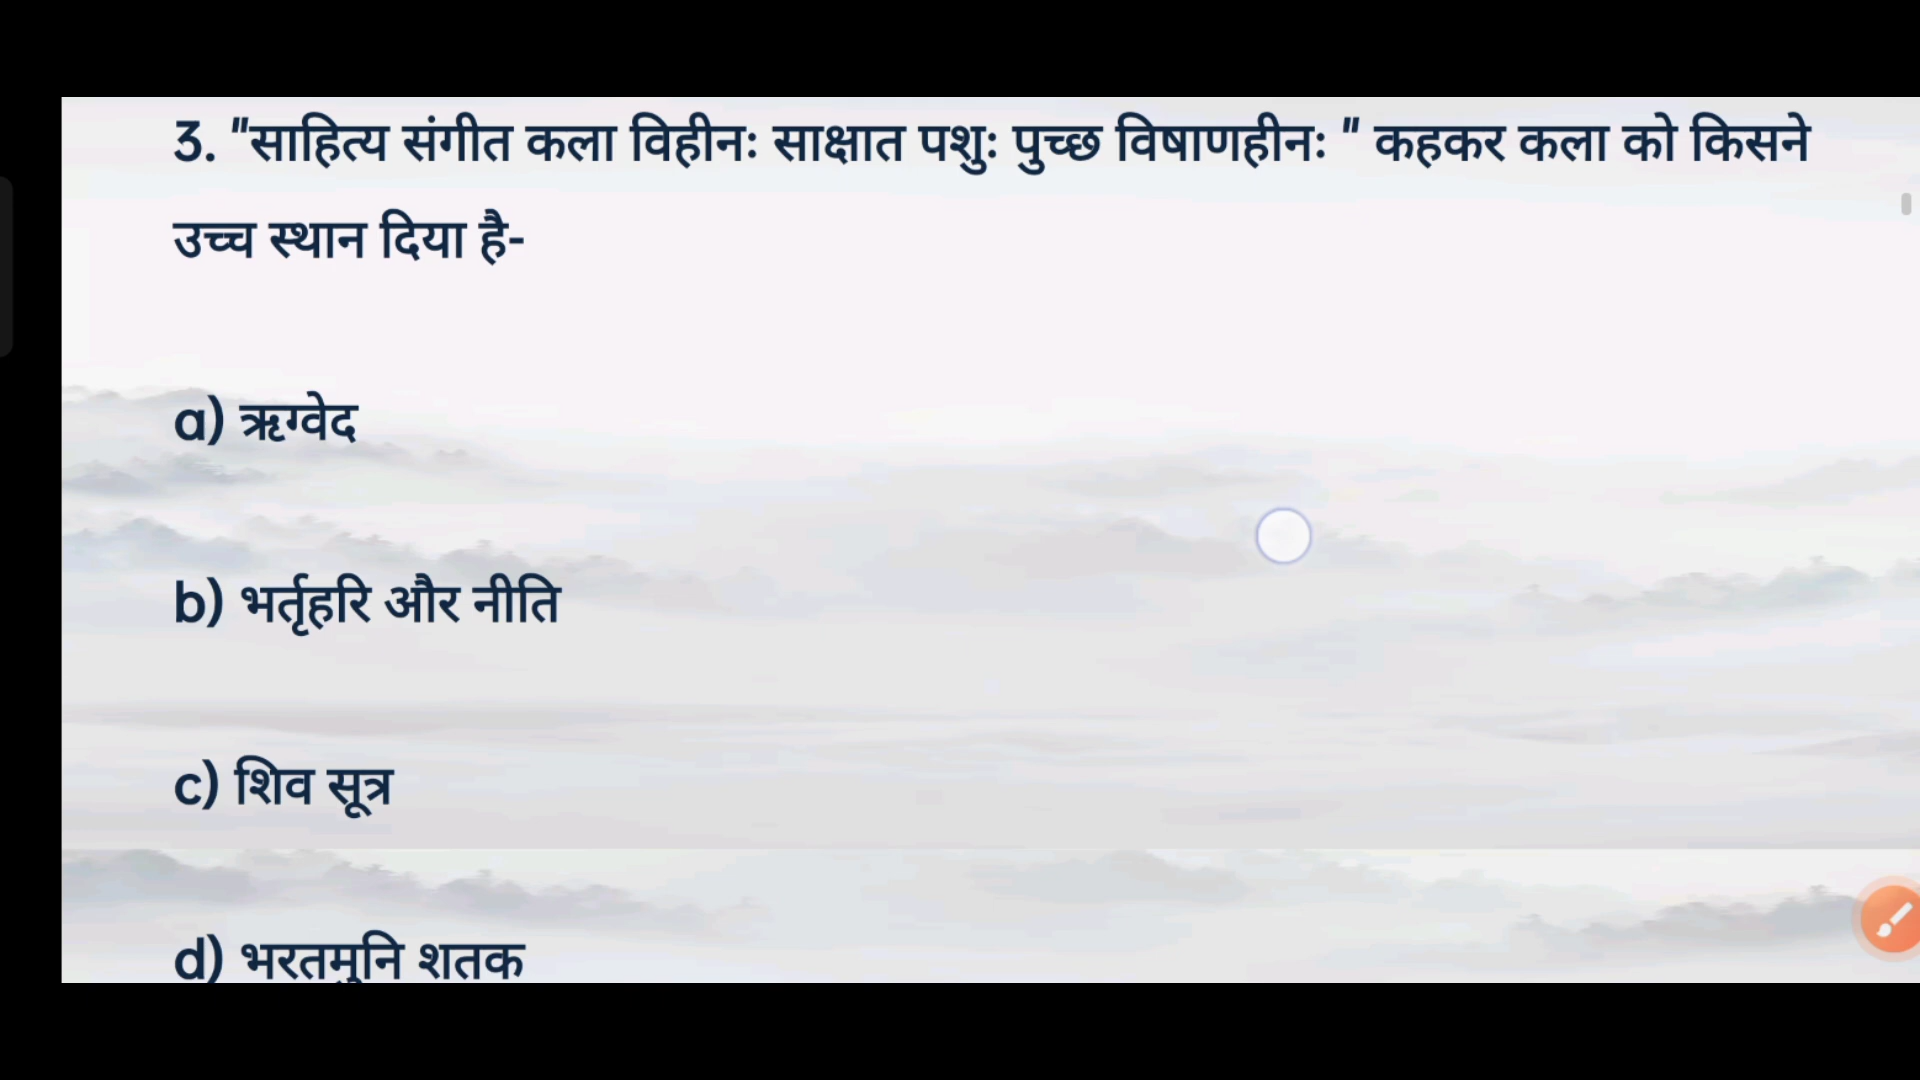 3. "साहित्य संगीत कला विहीनः साक्षात पशुः पुच्छ विषाणहीनः " कहकर कला को किसने
उच्च स्थान दिया है-
a) ऋग्वेद
b) भर्तृहरि और नीति
c) शिव सूत्र
d) भरतमुनि शतक